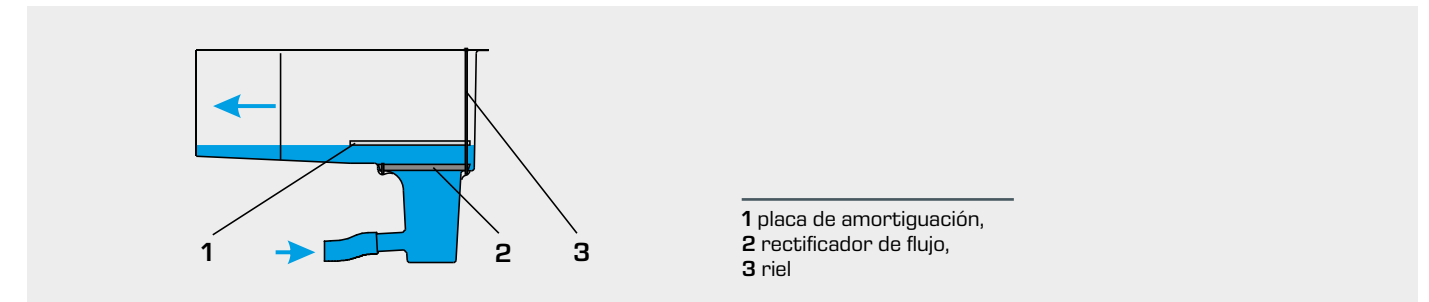 1
2
3
1 placa de amortiguación,
2 rectificador de flujo,
3 riel